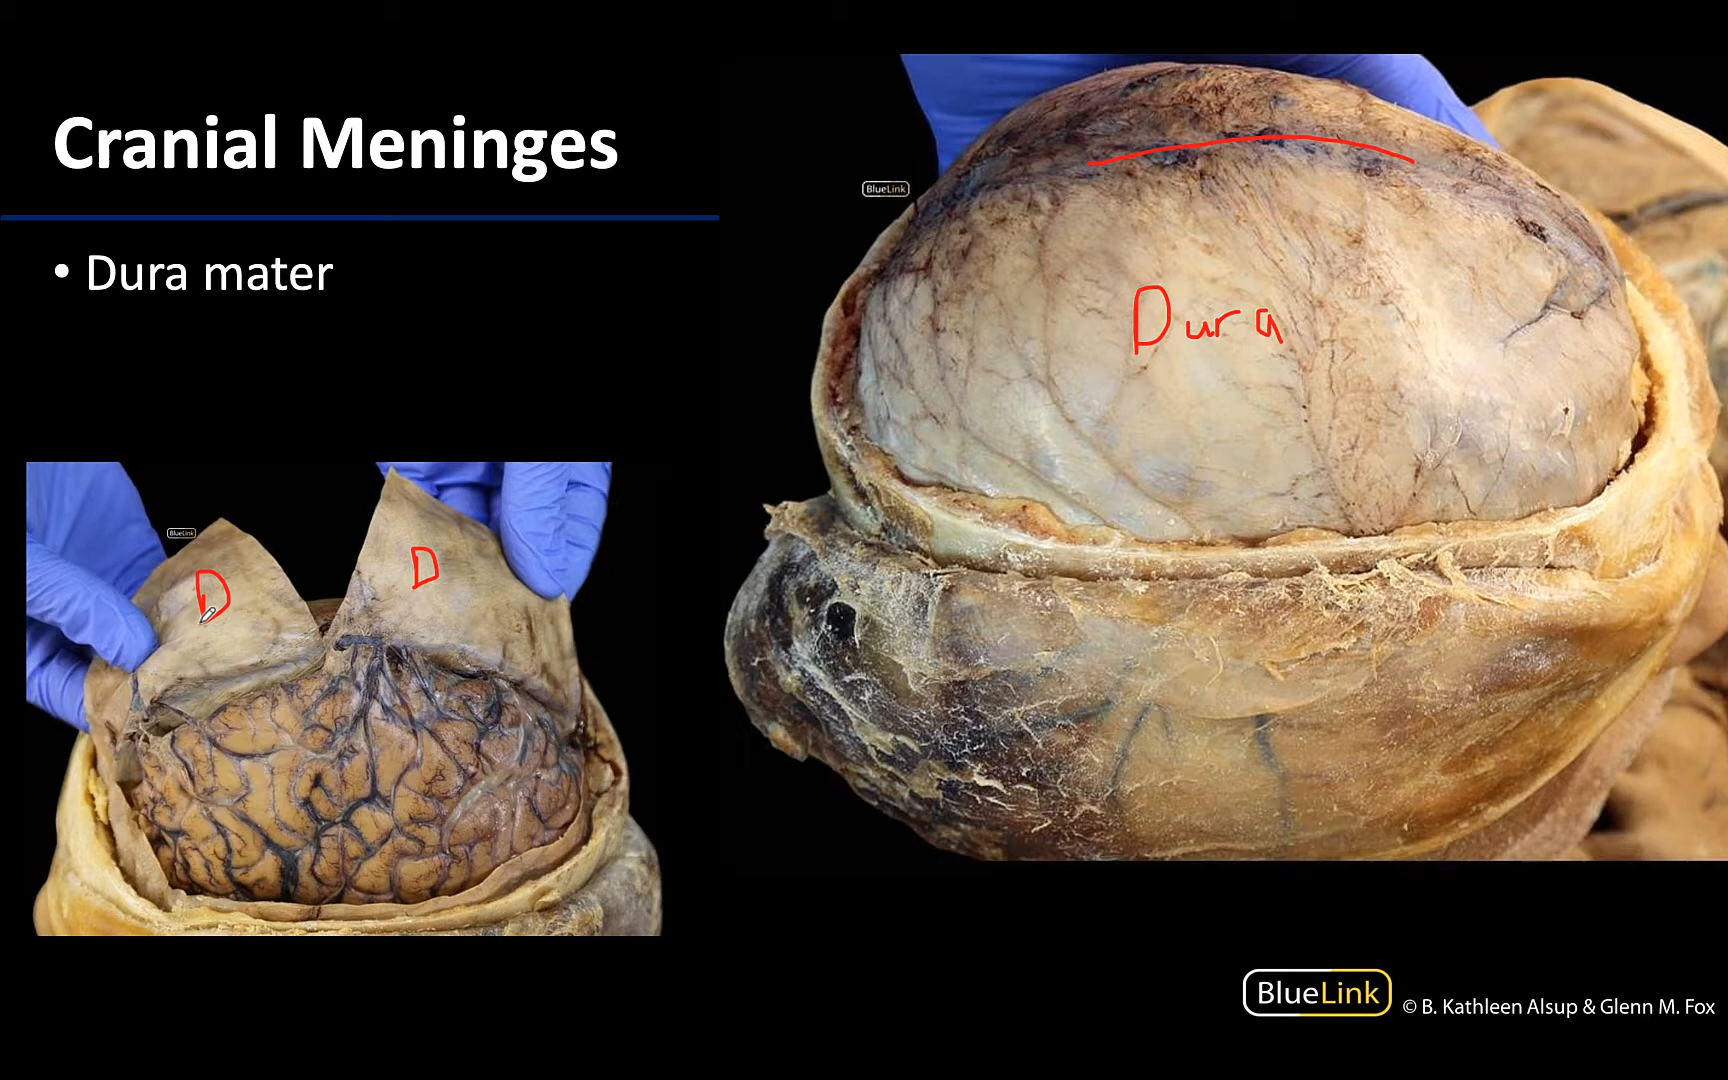 Cranial Meninges
• Dura mater
BlueLink
Dura
BlueLink
D
D
BlueLink
© B. Kathleen Alsup & Glenn M. Fox